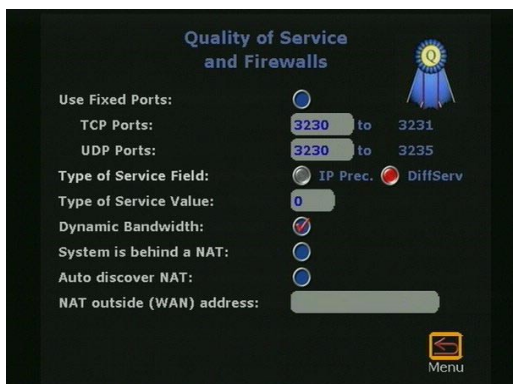 Quality of Service
and Firewalls
Q
Use Fixed Ports:
TCP Ports: 3230 to 3231
UDP Ports: 3230 to 3235
Type of Service Field: IP Prec. DiffServ
Type of Service Value: 0
Dynamic Bandwidth:
System is behind a NAT:
Auto discover NAT:
NAT outside (WAN) address:
Menu